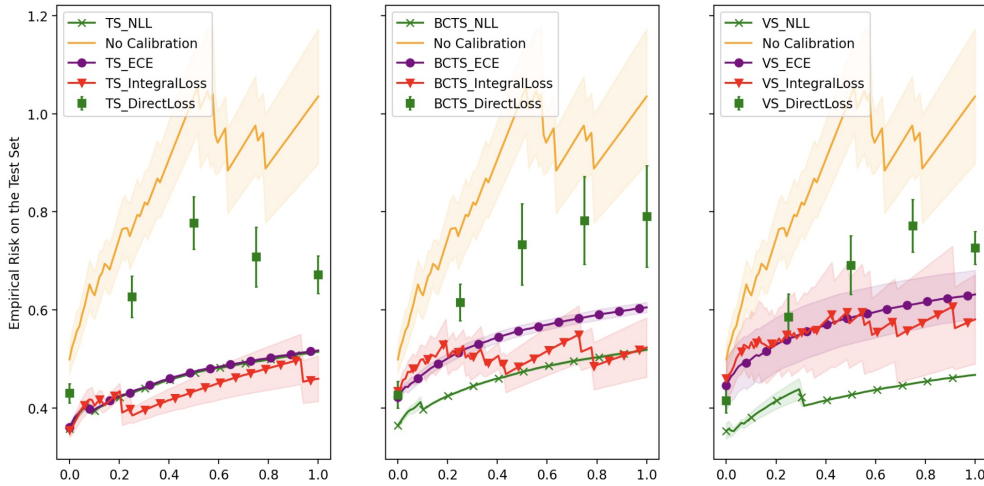 Empirical Risk on the Test Set
1.2
1.0
0.8
0.6
0.4
TS_NLL
No Calibration
TS_ECE
TS_IntegralLoss
TS_DirectLoss
0.0 0.2 0.4 0.6 0.8 1.0
BCTS_NLL
No Calibration
BCTS_ECE
BCTS_IntegralLoss
BCTS_DirectLoss
0.0 0.2 0.4 0.6 0.8 1.0
VS_NLL
No Calibration
VS_ECE
VS_IntegralLoss
VS_DirectLoss
0.0 0.2 0.4 0.6 0.8 1.0